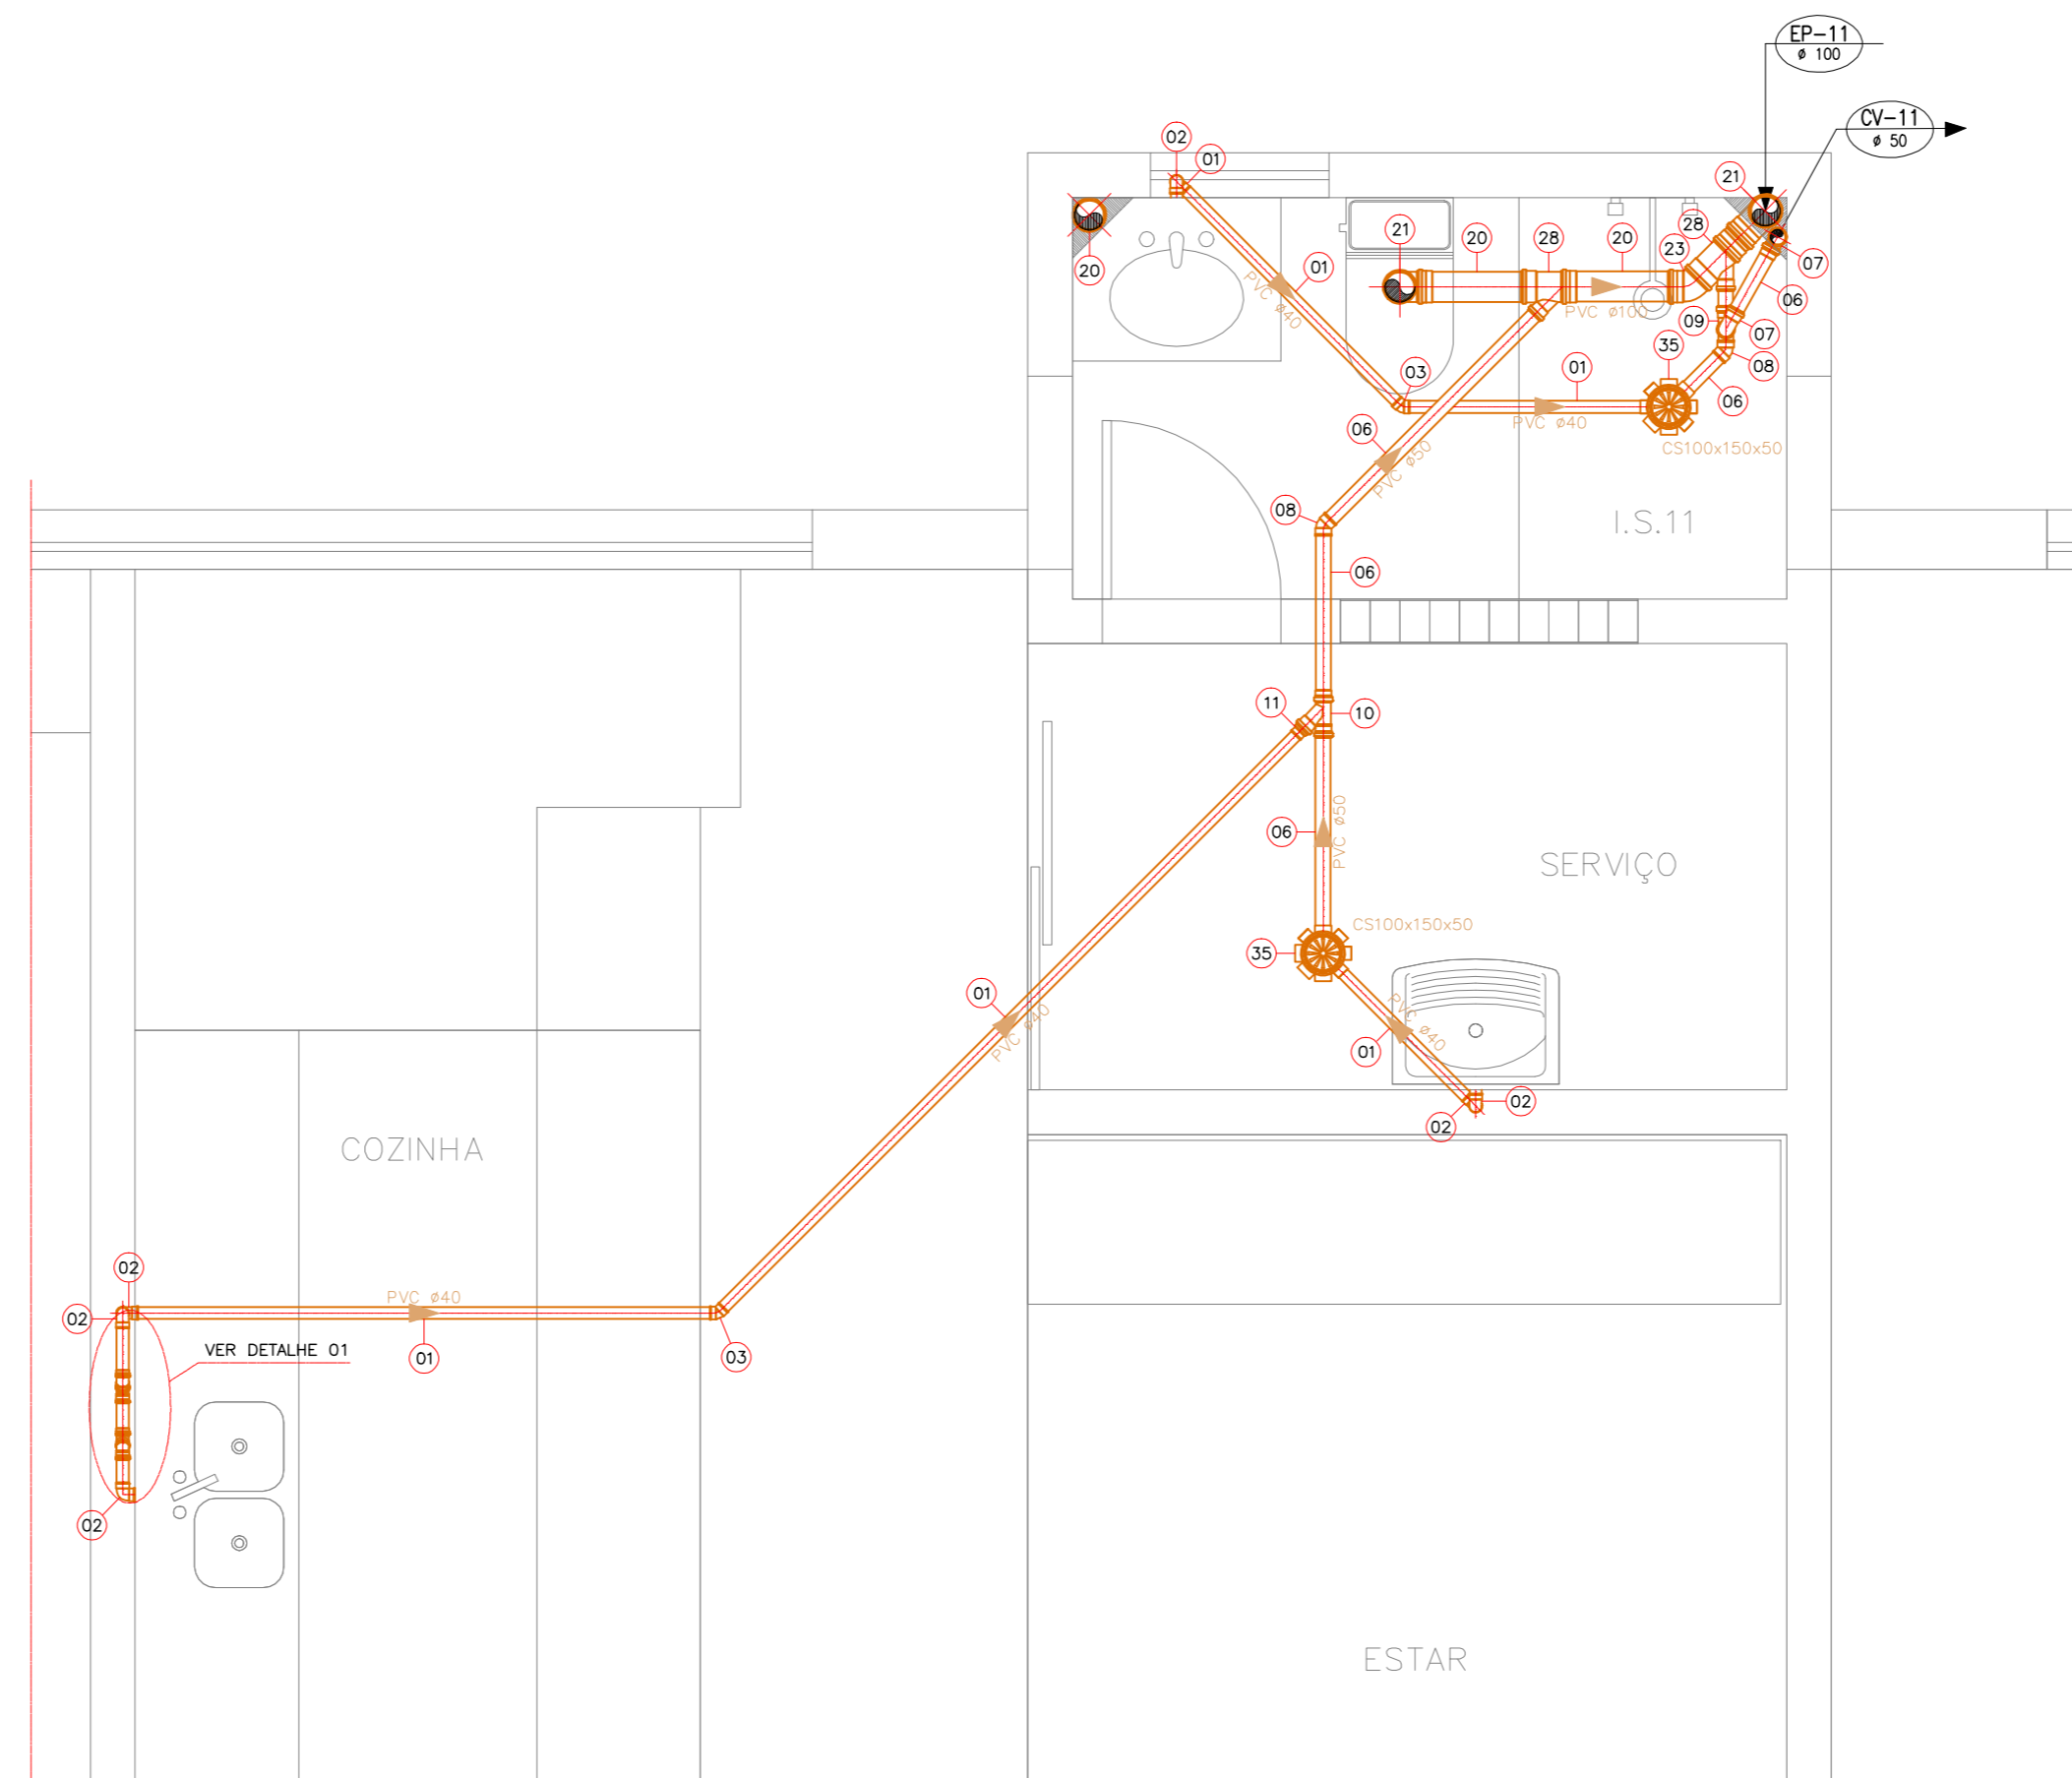 EP-11
ø 100
CV-11
ø 50
02
01
21
21
20
28
20
23
28
07
20
01
PVC ø40
PVC ø100
06
09
07
35
08
03
01
06
PVC ø40
CS100x150x50
06
PVC ø50
08
I.S.11
06
11
10
06
PVC ø50
SERVIÇO
CS100x150x50
35
01
PVC ø40
PVC ø40
01
02
02
COZINHA
02
02
PVC ø40
01
03
VER DETALHE 01
02
ESTAR